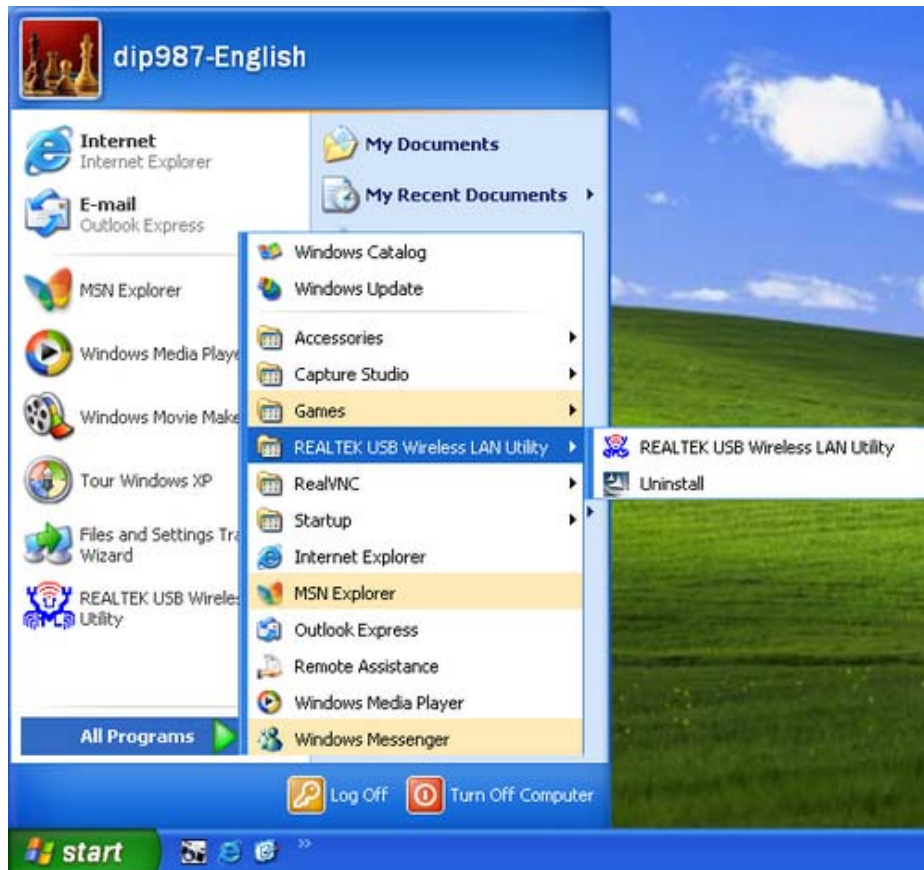 dip987-English
Internet
Internet Explorer
E-mail
Outlook Express
MSN Explorer
Windows Media Playe
Windows Movie Make
Tour Windows XP
Files and Settings Tra
Wizard
REALTEK USB Wireles
Utility
All Programs
My Documents
My Recent Documents
Windows Catalog
Windows Update
Accessories
Capture Studio
Games
REALTEK USB Wireless LAN Utility
RealVNC
Startup
Internet Explorer
MSN Explorer
Outlook Express
Remote Assistance
Windows Media Player
Windows Messenger
REALTEK USB Wireless LAN Utility
Uninstall
Log Off
Turn Off Computer
start